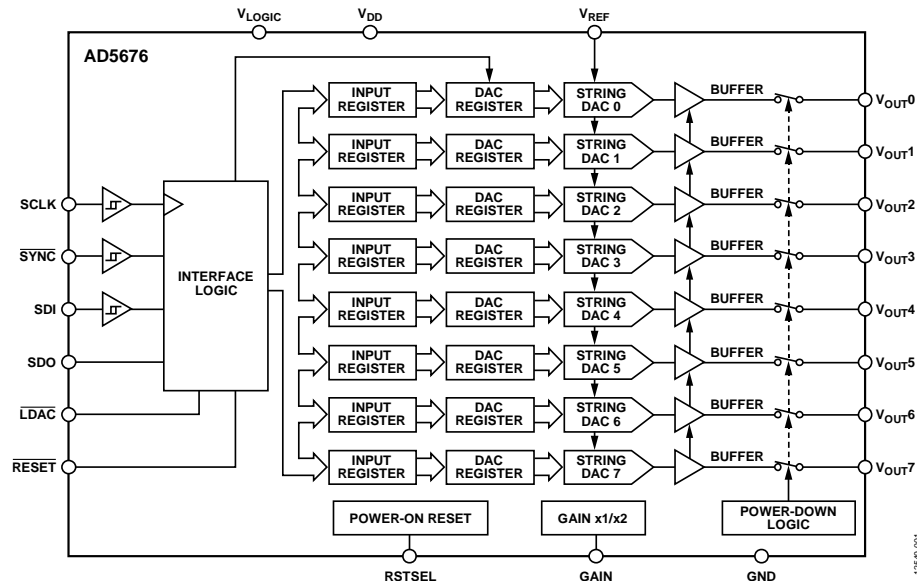 VLOGIC VDD VREF
AD5676
INPUT REGISTER DAC REGISTER STRING DAC 0 BUFFER VOUT0
INPUT REGISTER DAC REGISTER STRING DAC 1 BUFFER VOUT1
SCLK INPUT REGISTER DAC REGISTER STRING DAC 2 BUFFER VOUT2
SYNC INPUT REGISTER DAC REGISTER STRING DAC 3 BUFFER VOUT3
INTERFACE LOGIC
SDI INPUT REGISTER DAC REGISTER STRING DAC 4 BUFFER VOUT4
SDO INPUT REGISTER DAC REGISTER STRING DAC 5 BUFFER VOUT5
LDAC INPUT REGISTER DAC REGISTER STRING DAC 6 BUFFER VOUT6
RESET INPUT REGISTER DAC REGISTER STRING DAC 7 BUFFER VOUT7
POWER-ON RESET GAIN x1/x2 POWER-DOWN LOGIC
RSTSEL GAIN GND